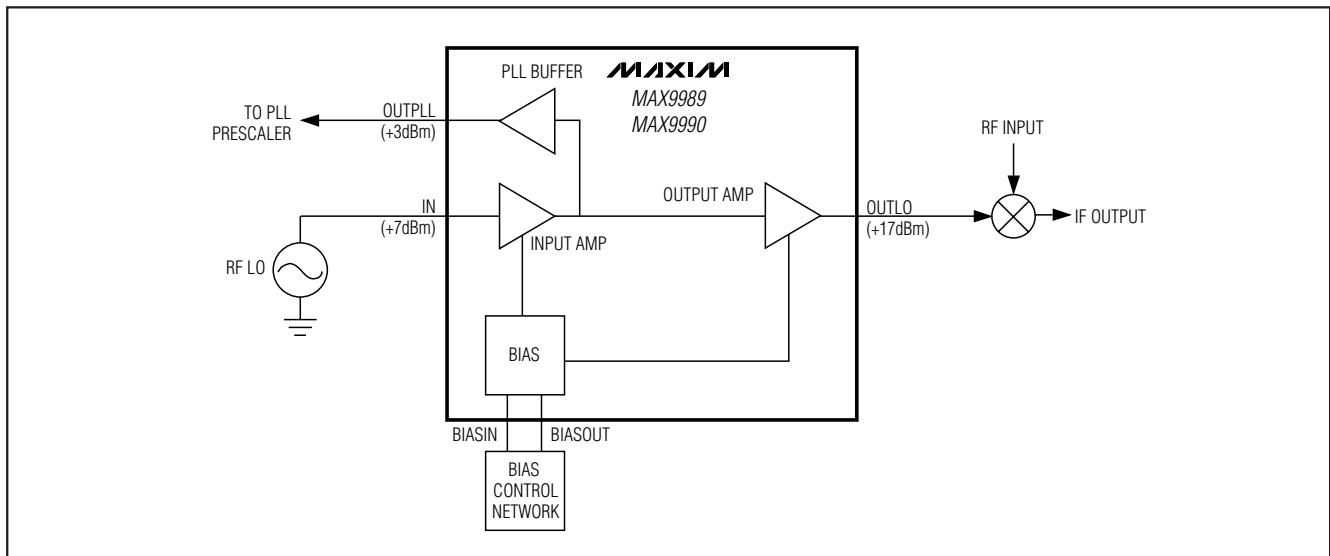 PLL BUFFER
MAXIM
MAX9989
MAX9990
TO PLL
PRESCALER
OUTPLL
(+3dBm)
RF INPUT
IN
(+7dBm)
INPUT AMP
OUTPUT AMP
OUTLO
(+17dBm)
IF OUTPUT
RF LO
BIAS
BIASIN
BIASOUT
BIAS
CONTROL
NETWORK